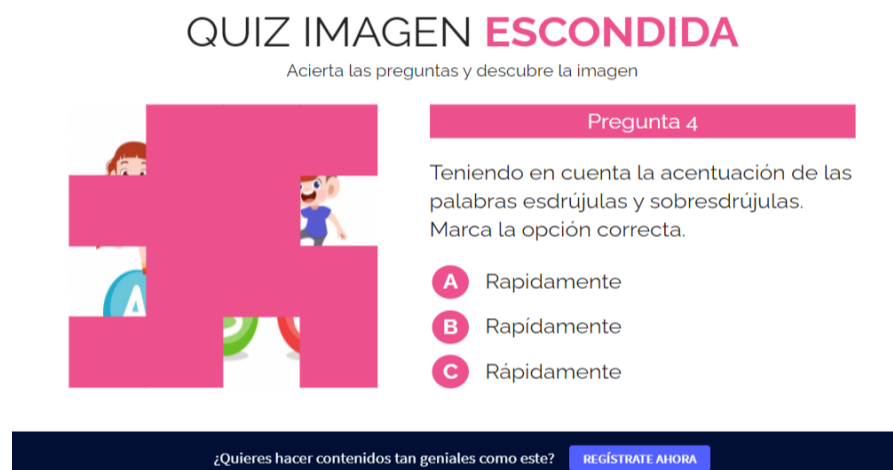 QUIZ IMAGEN ESCONDIDA
Acierta las preguntas y descubre la imagen
Pregunta 4
Teniendo en cuenta la acentuación de las
palabras esdrújulas y sobresdrújulas.
Marca la opción correcta.
A Rapidamente
B Rapídamente
C Rápidamente
A
¿Quieres hacer contenidos tan geniales como este? REGÍSTRATE AHORA